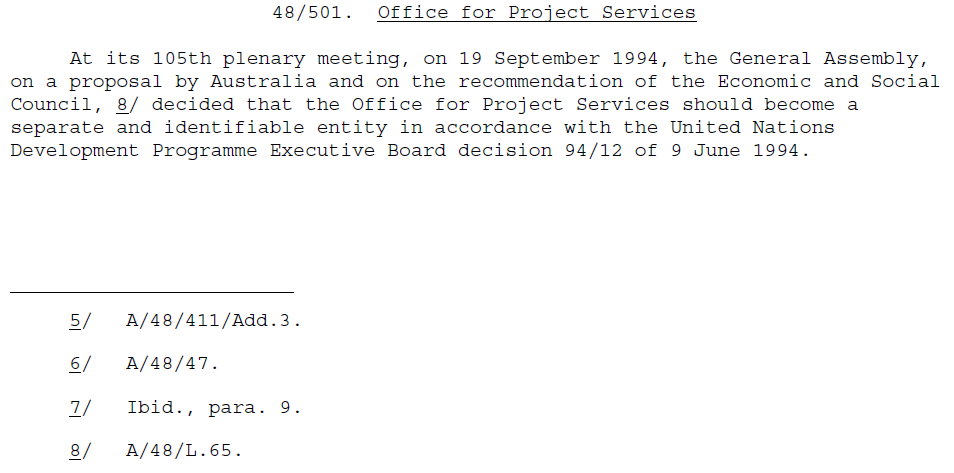 48/501. Office for Project Services
At its 105th plenary meeting, on 19 September 1994, the General Assembly,
on a proposal by Australia and on the recommendation of the Economic and Social
Council, 8/ decided that the Office for Project Services should become a
separate and identifiable entity in accordance with the United Nations
Development Programme Executive Board decision 94/12 of 9 June 1994.
5/ A/48/411/Add.3.
6/ A/48/47.
7/ Ibid., para. 9.
8/ A/48/L.65.